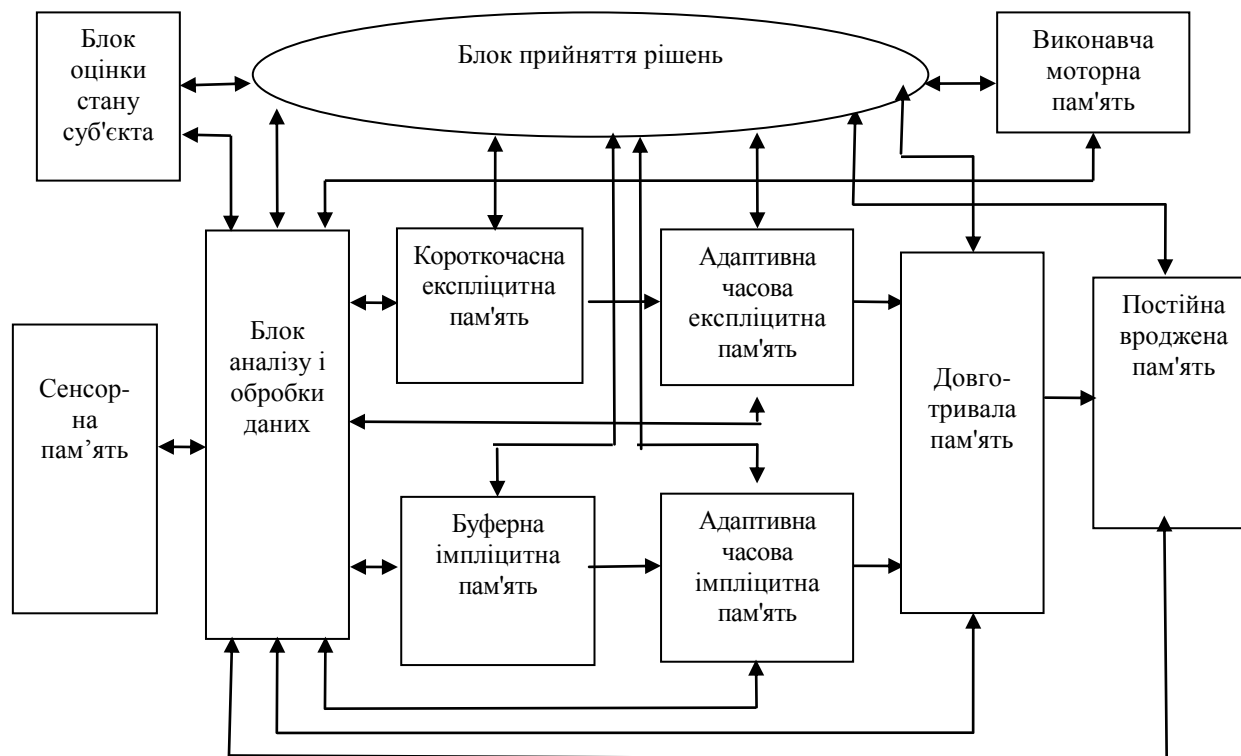 Блок
оцінки
стану
суб'єкта
Блок прийняття рішень
Виконавча
моторна
пам'ять
Сенсор-
на
пам’ять
Блок
аналізу і
обробки
даних
Короткочасна
експліцитна
пам'ять
Адаптивна
часова
експліцитна
пам'ять
Буферна
імпліцитна
пам'ять
Адаптивна
часова
імпліцитна
пам'ять
Довго-
тривала
пам'ять
Постійна
вроджена
пам'ять